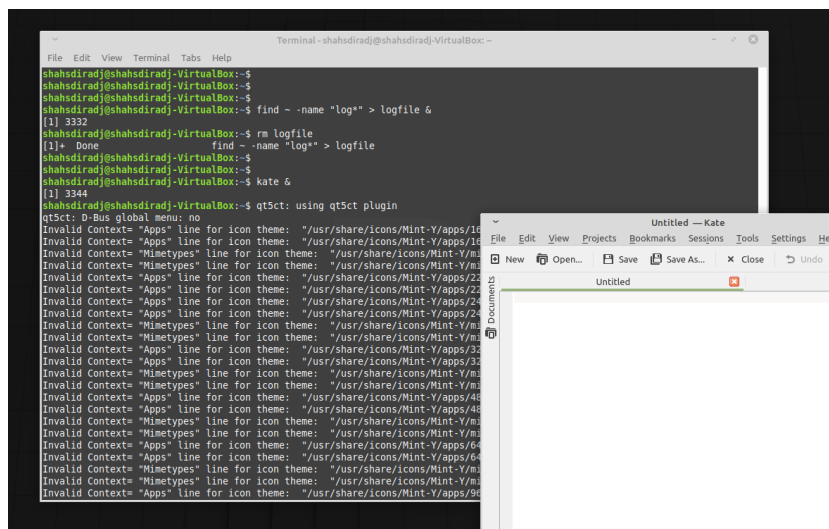 Terminal - shahsdiradj@shahsdiradj-VirtualBox: ~
File Edit View Terminal Tabs Help
shahsdiradj@shahsdiradj-VirtualBox:~$
shahsdiradj@shahsdiradj-VirtualBox:~$
shahsdiradj@shahsdiradj-VirtualBox:~$
shahsdiradj@shahsdiradj-VirtualBox:~$ find ~ -name "log*" > logfile &
[1] 3332
shahsdiradj@shahsdiradj-VirtualBox:~$ rm logfile
[1]+ Done find ~ -name "log*" > logfile
shahsdiradj@shahsdiradj-VirtualBox:~$
shahsdiradj@shahsdiradj-VirtualBox:~$
shahsdiradj@shahsdiradj-VirtualBox:~$ kate &
[1] 3344
shahsdiradj@shahsdiradj-VirtualBox:~$ qt5ct: using qt5ct plugin
qt5ct: D-Bus global menu: no
Invalid Context= "Apps" line for icon theme: "/usr/share/icons/Mint-Y/apps/16
Invalid Context= "Apps" line for icon theme: "/usr/share/icons/Mint-Y/apps/16
Invalid Context= "Mimetypes" line for icon theme: "/usr/share/icons/Mint-Y/mi
Invalid Context= "Mimetypes" line for icon theme: "/usr/share/icons/Mint-Y/mi
Invalid Context= "Apps" line for icon theme: "/usr/share/icons/Mint-Y/apps/22
Invalid Context= "Apps" line for icon theme: "/usr/share/icons/Mint-Y/apps/22
Invalid Context= "Apps" line for icon theme: "/usr/share/icons/Mint-Y/apps/24
Invalid Context= "Apps" line for icon theme: "/usr/share/icons/Mint-Y/apps/24
Invalid Context= "Mimetypes" line for icon theme: "/usr/share/icons/Mint-Y/mi
Invalid Context= "Mimetypes" line for icon theme: "/usr/share/icons/Mint-Y/mi
Invalid Context= "Apps" line for icon theme: "/usr/share/icons/Mint-Y/apps/32
Invalid Context= "Apps" line for icon theme: "/usr/share/icons/Mint-Y/apps/32
Invalid Context= "Mimetypes" line for icon theme: "/usr/share/icons/Mint-Y/mi
Invalid Context= "Mimetypes" line for icon theme: "/usr/share/icons/Mint-Y/mi
Invalid Context= "Apps" line for icon theme: "/usr/share/icons/Mint-Y/apps/48
Invalid Context= "Apps" line for icon theme: "/usr/share/icons/Mint-Y/apps/48
Invalid Context= "Mimetypes" line for icon theme: "/usr/share/icons/Mint-Y/mi
Invalid Context= "Mimetypes" line for icon theme: "/usr/share/icons/Mint-Y/mi
Invalid Context= "Apps" line for icon theme: "/usr/share/icons/Mint-Y/apps/64
Invalid Context= "Apps" line for icon theme: "/usr/share/icons/Mint-Y/apps/64
Invalid Context= "Mimetypes" line for icon theme: "/usr/share/icons/Mint-Y/mi
Invalid Context= "Mimetypes" line for icon theme: "/usr/share/icons/Mint-Y/mi
Invalid Context= "Apps" line for icon theme: "/usr/share/icons/Mint-Y/apps/96
Untitled — Kate
File Edit View Projects Bookmarks Sessions Tools Settings He
New Open... Save Save As... Close Undo
Untitled
Documents